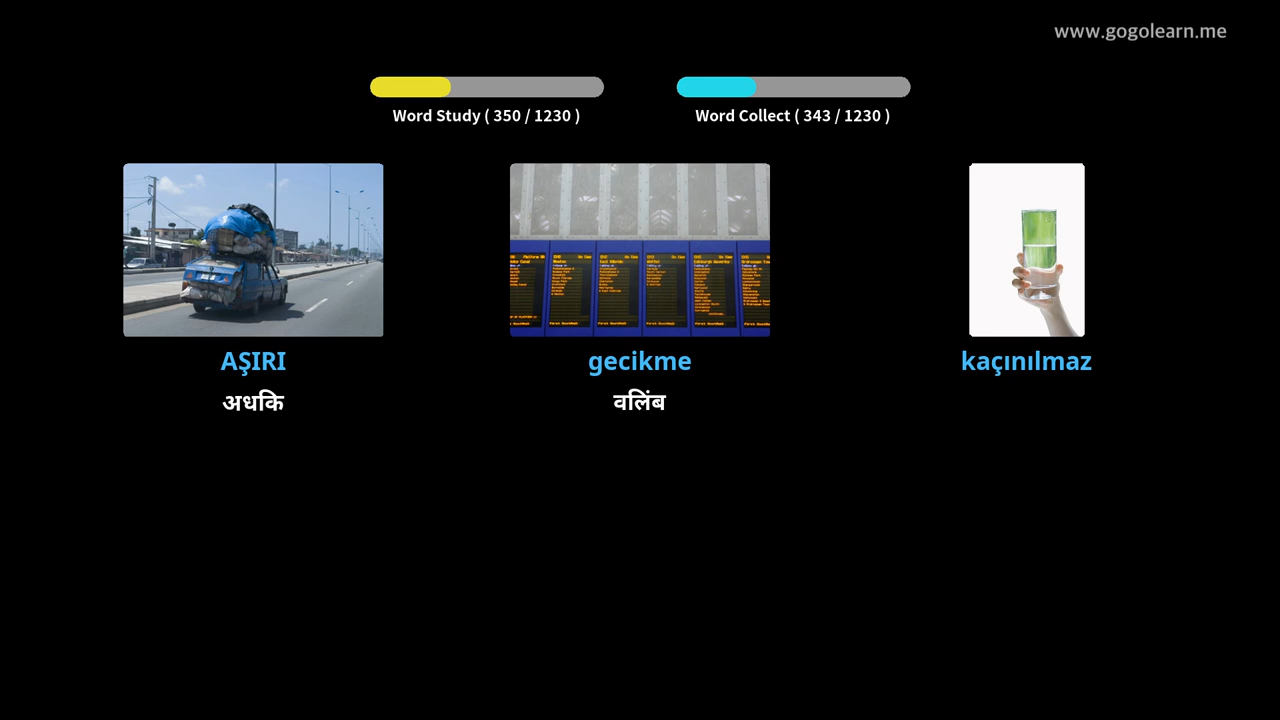 www.gogolearn.me
Word Study ( 350 / 1230 )
Word Collect ( 343 / 1230 )
AŞIRI
gecikme
kaçınılmaz
अधकि
वलिंब